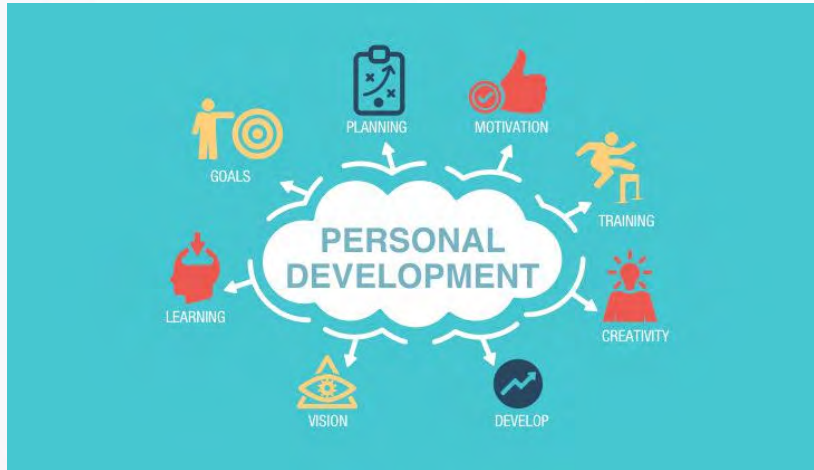 PLANNING
MOTIVATION
GOALS
TRAINING
PERSONAL
DEVELOPMENT
LEARNING
CREATIVITY
VISION
DEVELOP